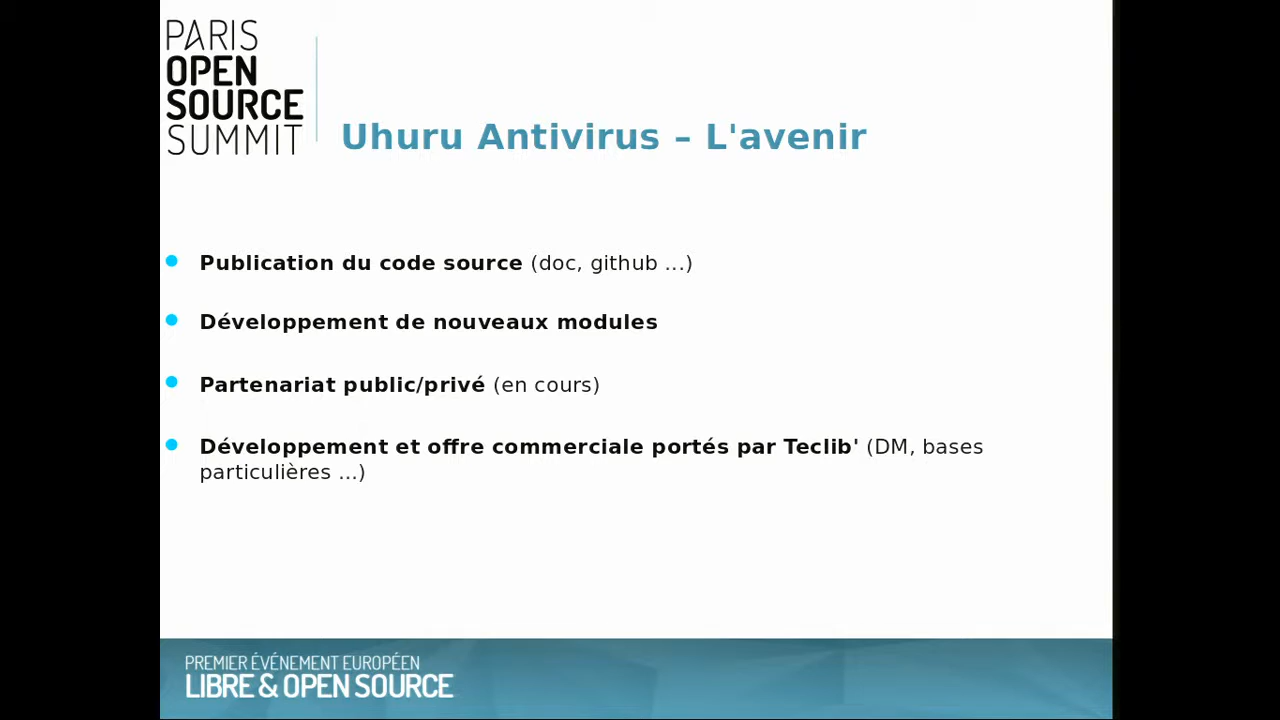 PARIS
OPEN
SOURCE
SUMMIT
Uhuru Antivirus – L'avenir
Publication du code source (doc, github ...)
Développement de nouveaux modules
Partenariat public/privé (en cours)
Développement et offre commerciale portés par Teclib' (DM, bases
particulières ...)
PREMIER ÉVÉNEMENT EUROPÉEN
LIBRE & OPEN SOURCE